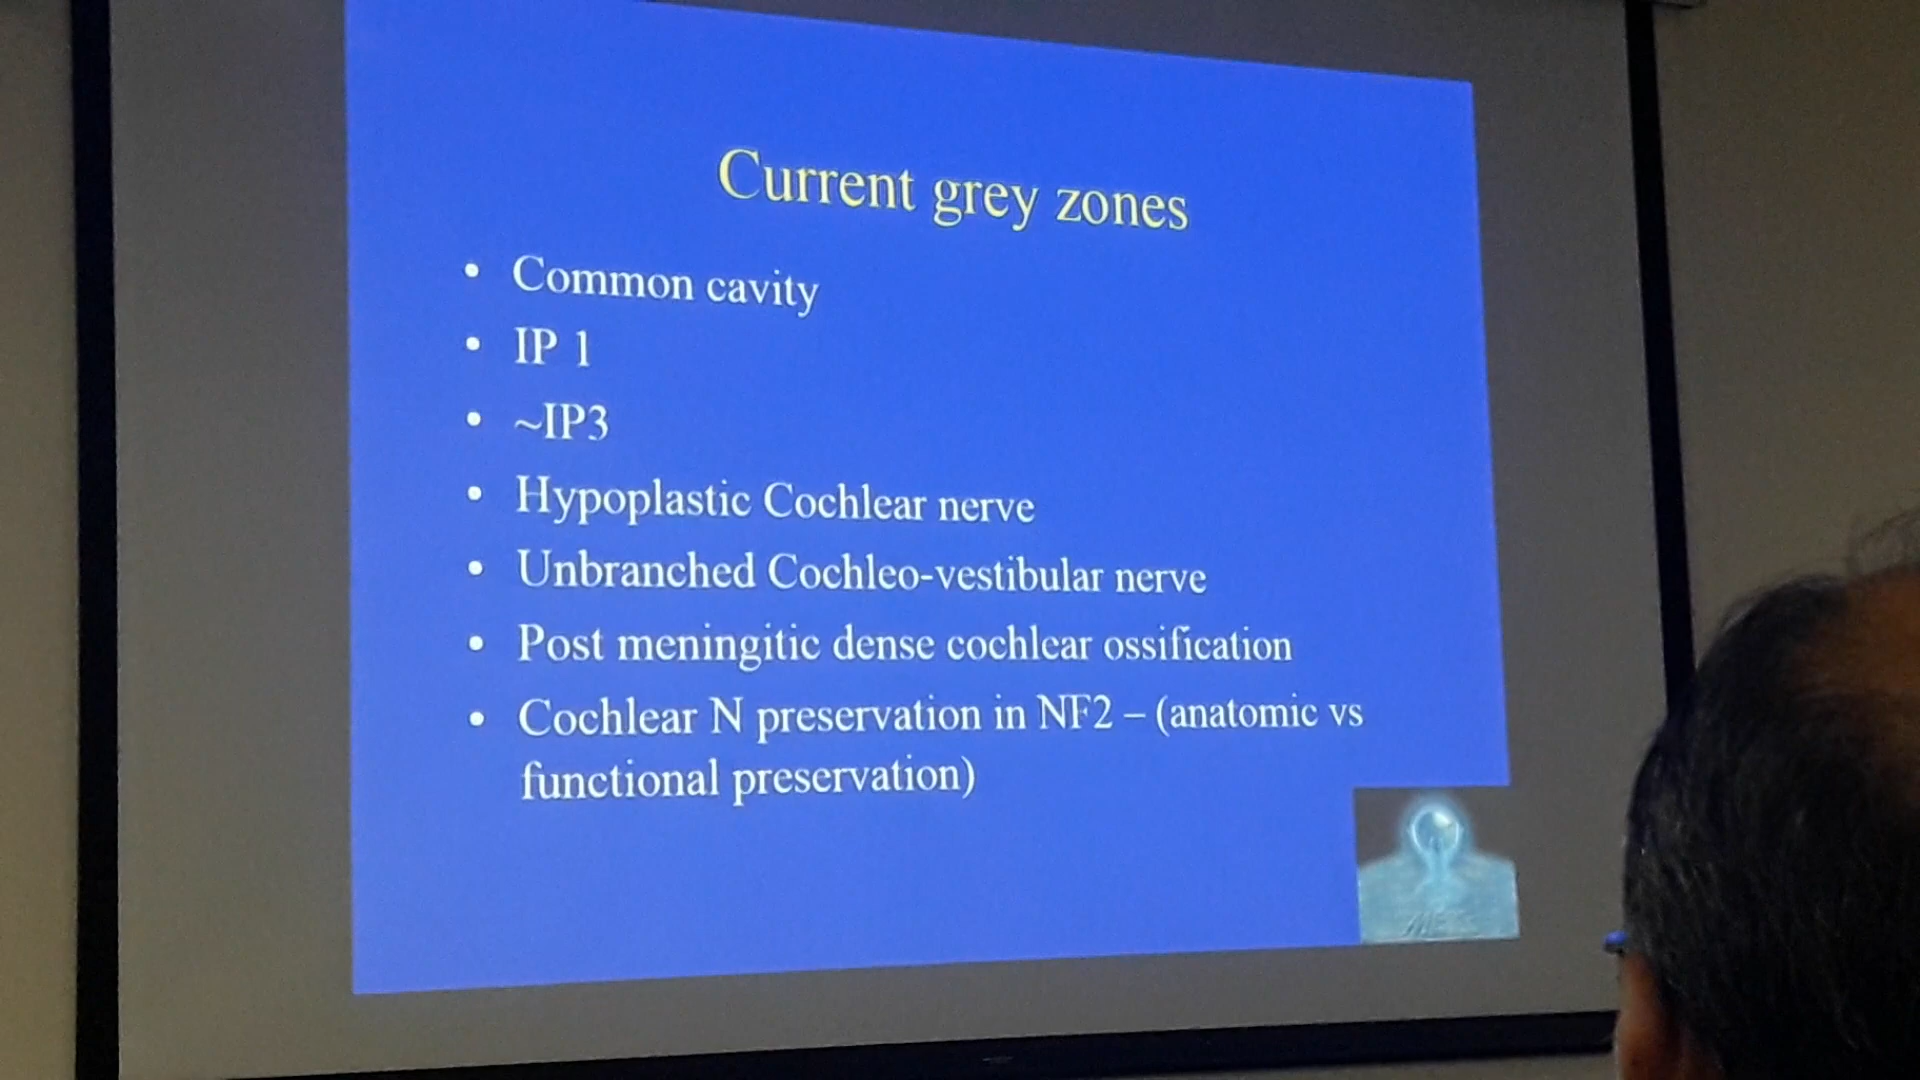 Current grey zones
• Common cavity
• IP 1
• ~IP3
• Hypoplastic Cochlear nerve
• Unbranched Cochleo-vestibular nerve
• Post meningitic dense cochlear ossification
• Cochlear N preservation in NF2 – (anatomic vs
functional preservation)